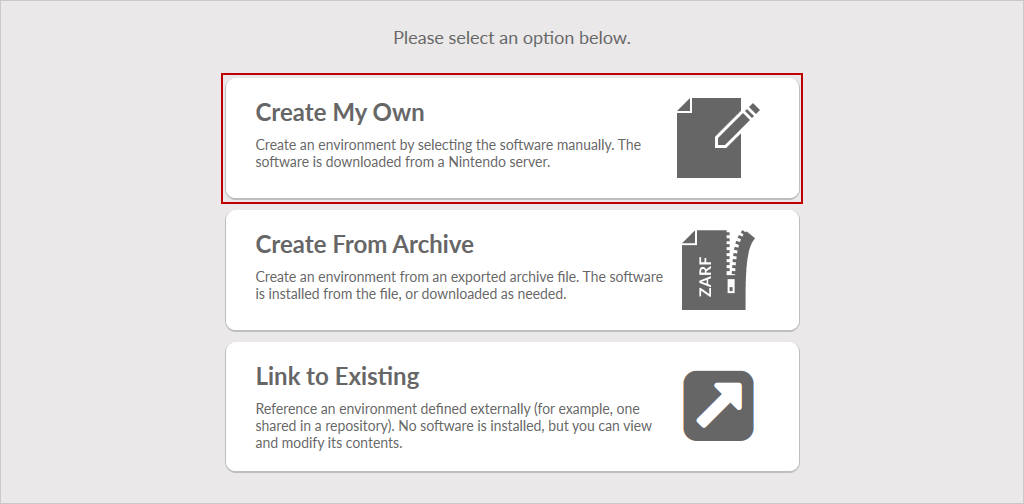 Please select an option below.
Create My Own
Create an environment by selecting the software manually. The
software is downloaded from a Nintendo server.
Create From Archive
Create an environment from an exported archive file. The software
is installed from the file, or downloaded as needed.
ZARF
Link to Existing
Reference an environment defined externally (for example, one
shared in a repository). No software is installed, but you can view
and modify its contents.